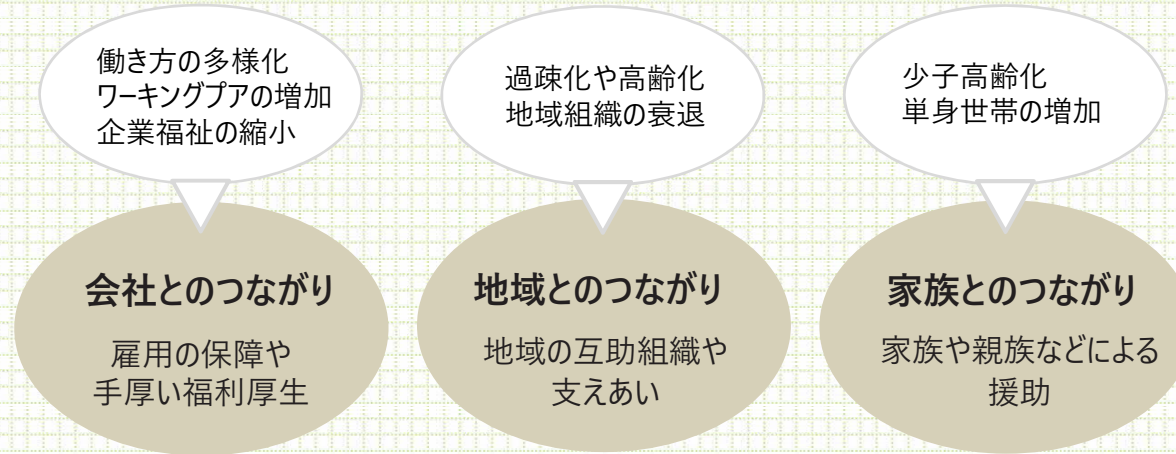 働き方の多様化
ワーキングプアの増加
企業福祉の縮小
会社とのつながり
雇用の保障や
手厚い福利厚生
過疎化や高齢化
地域組織の衰退
地域とのつながり
地域の互助組織や
支えあい
少子高齢化
単身世帯の増加
家族とのつながり
家族や親族などによる
援助